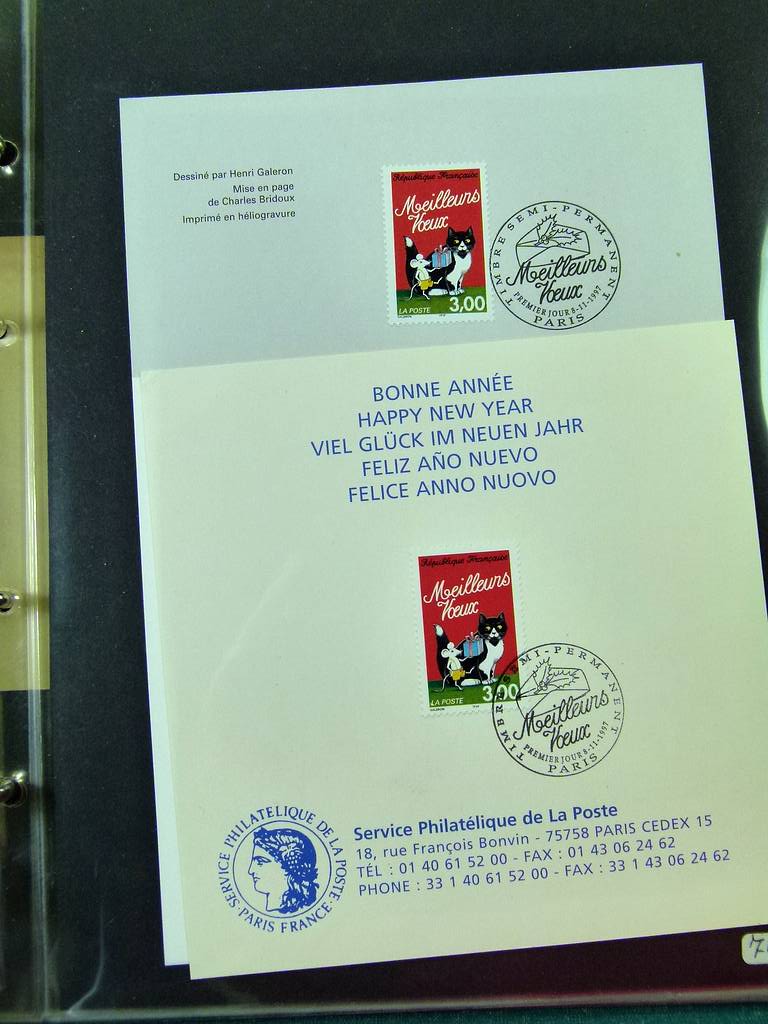 Dessiné par Henri Galeron
Mise en page
de Charles Bridoux
Imprimé en héliogravure
République Française
Meilleurs
Vœux
LA POSTE
3,00
TIMBRE SEMI-PERMANENT
Meilleurs
Vœux
PREMIER JOUR 8-11-1997
PARIS
BONNE ANNÉE
HAPPY NEW YEAR
VIEL GLÜCK IM NEUEN JAHR
FELIZ AÑO NUEVO
FELICE ANNO NUOVO
République Française
Meilleurs
Vœux
LA POSTE
3,00
TIMBRE SEMI-PERMANENT
Meilleurs
Vœux
PREMIER JOUR 8-11-1997
PARIS
SERVICE PHILATELIQUE DE LA POSTE
PARIS FRANCE
Service Philatélique de La Poste
18, rue François Bonvin - 75758 PARIS CEDEX 15
TÉL : 01 40 61 52 00 - FAX : 01 43 06 24 62
PHONE : 33 1 40 61 52 00 - FAX : 33 1 43 06 24 62